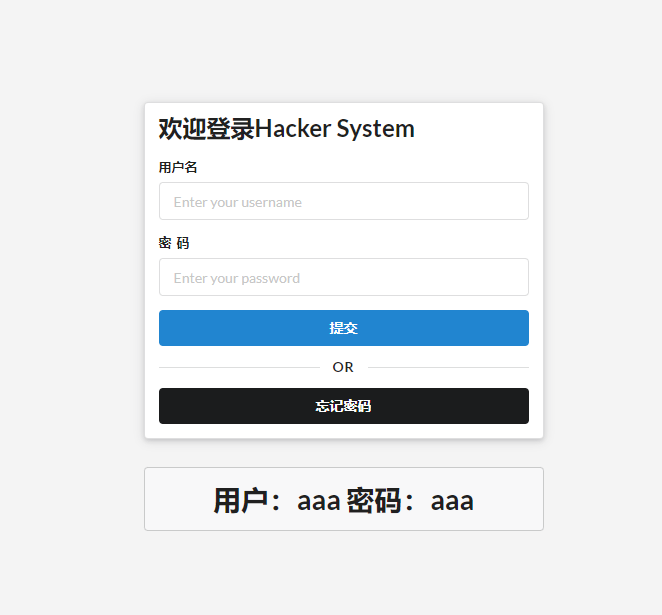 欢迎登录Hacker System
用户名
Enter your username
密 码
Enter your password
提交
OR
忘记密码
用户：aaa 密码：aaa